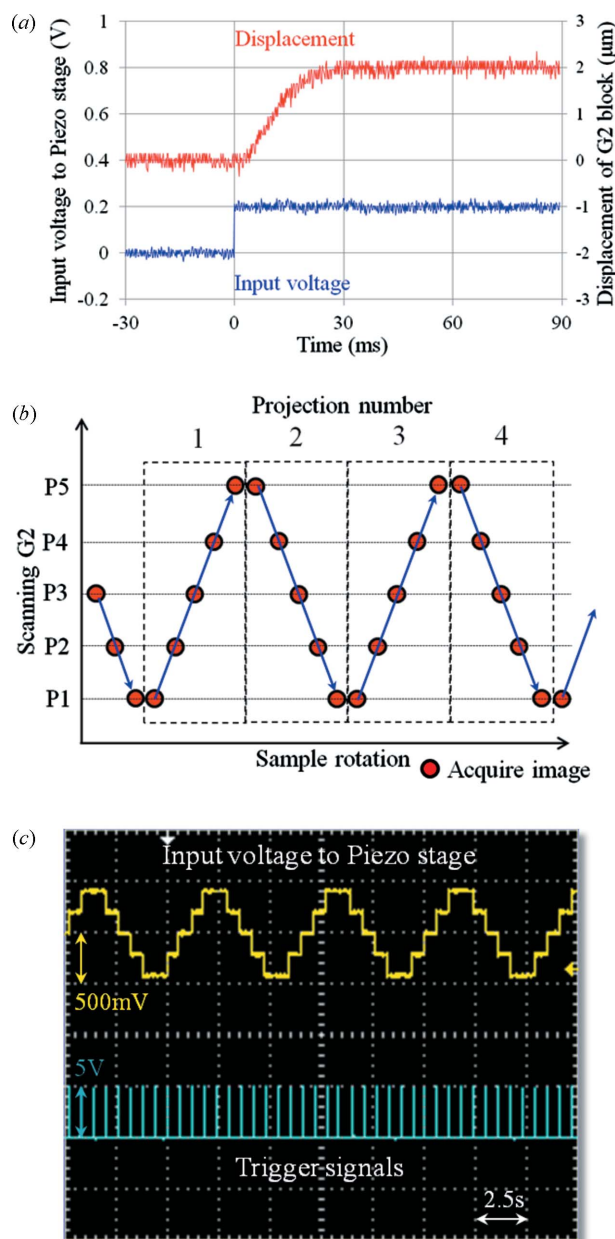 (a)
Input voltage to Piezo stage (V)
1
0.8
0.6
0.4
0.2
0
-0.2
Displacement
Input voltage
3
2
1
0
-1
-2
-3
Displacement of G2 block (μm)
-30
0
30
60
90
Time (ms)
(b)
Projection number
1
2
3
4
Scanning G2
P5
P4
P3
P2
P1
Sample rotation
Acquire image
(c)
Input voltage to Piezo stage
500mV
5V
Trigger signals
2.5s